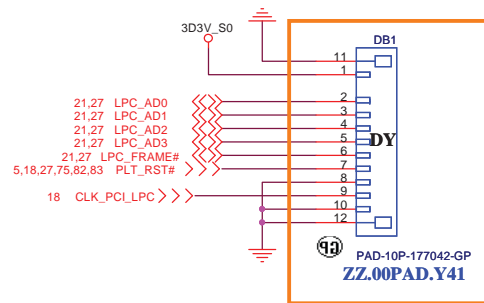 3D3V_S0
DB1
11
1
21,27 LPC_AD0 2
21,27 LPC_AD1 3
21,27 LPC_AD2 4
21,27 LPC_AD3 5
DY
21,27 LPC_FRAME# 6
5,18,27,75,82,83 PLT_RST# 7
8
18 CLK_PCI_LPC 9
10
12
GP
PAD-10P-177042-GP
ZZ.00PAD.Y41